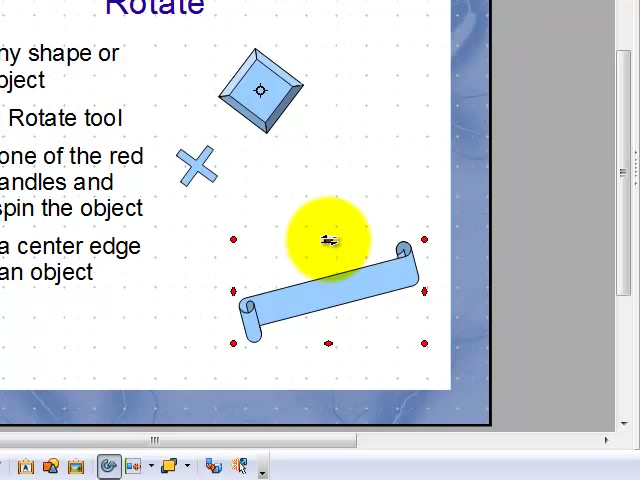 Rotate
ny shape or
bject
Rotate tool
one of the red
andles and
spin the object
a center edge
an object